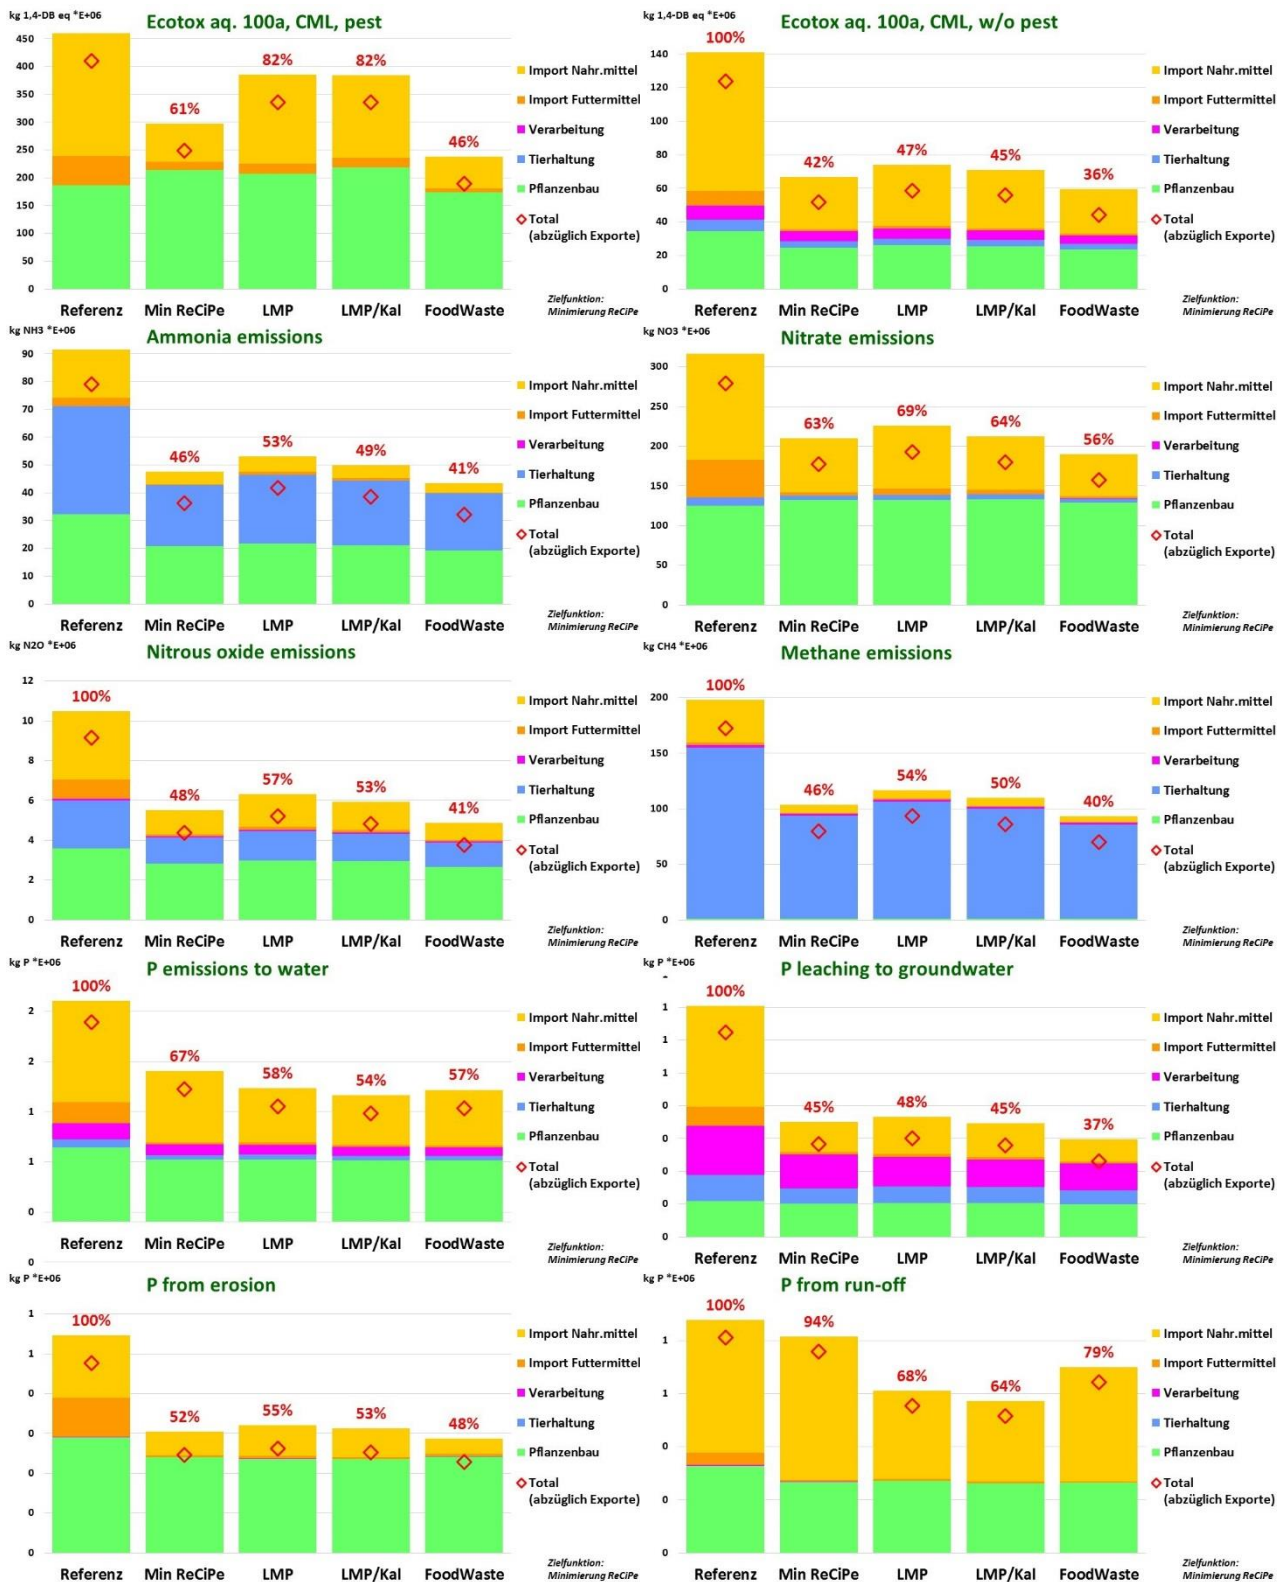 kg 1,4-DB eq *E+06
Ecotox aq. 100a, CML, pest
450
400
350
300
250
200
150
100
50
0
61%
82%
82%
46%
Import Nahr.mittel
Import Futtermittel
Verarbeitung
Tierhaltung
Pflanzenbau
Total
(abzüglich Exporte)
Referenz
Min ReCiPe
LMP
LMP/Kal
FoodWaste
Zielfunktion:
Minimierung ReCiPe
kg 1,4-DB eq *E+06
Ecotox aq. 100a, CML, w/o pest
140
120
100
80
60
40
20
0
100%
42%
47%
45%
36%
Import Nahr.mittel
Import Futtermittel
Verarbeitung
Tierhaltung
Pflanzenbau
Total
(abzüglich Exporte)
Referenz
Min ReCiPe
LMP
LMP/Kal
FoodWaste
Zielfunktion:
Minimierung ReCiPe
kg NH3 *E+06
Ammonia emissions
90
80
70
60
50
40
30
20
10
0
46%
53%
49%
41%
Import Nahr.mittel
Import Futtermittel
Verarbeitung
Tierhaltung
Pflanzenbau
Total
(abzüglich Exporte)
Referenz
Min ReCiPe
LMP
LMP/Kal
FoodWaste
Zielfunktion:
Minimierung ReCiPe
kg NO3 *E+06
Nitrate emissions
300
250
200
150
100
50
0
63%
69%
64%
56%
Import Nahr.mittel
Import Futtermittel
Verarbeitung
Tierhaltung
Pflanzenbau
Total
(abzüglich Exporte)
Referenz
Min ReCiPe
LMP
LMP/Kal
FoodWaste
Zielfunktion:
Minimierung ReCiPe
kg N2O *E+06
Nitrous oxide emissions
12
10
8
6
4
2
0
100%
48%
57%
53%
41%
Import Nahr.mittel
Import Futtermittel
Verarbeitung
Tierhaltung
Pflanzenbau
Total
(abzüglich Exporte)
Referenz
Min ReCiPe
LMP
LMP/Kal
FoodWaste
Zielfunktion:
Minimierung ReCiPe
kg CH4 *E+06
Methane emissions
200
150
100
50
0
100%
46%
54%
50%
40%
Import Nahr.mittel
Import Futtermittel
Verarbeitung
Tierhaltung
Pflanzenbau
Total
(abzüglich Exporte)
Referenz
Min ReCiPe
LMP
LMP/Kal
FoodWaste
Zielfunktion:
Minimierung ReCiPe
kg P *E+06
P emissions to water
2
2
1
1
0
0
100%
67%
58%
54%
57%
Import Nahr.mittel
Import Futtermittel
Verarbeitung
Tierhaltung
Pflanzenbau
Total
(abzüglich Exporte)
Referenz
Min ReCiPe
LMP
LMP/Kal
FoodWaste
Zielfunktion:
Minimierung ReCiPe
kg P *E+06
P leaching to groundwater
1
1
1
0
0
0
0
0
100%
45%
48%
45%
37%
Import Nahr.mittel
Import Futtermittel
Verarbeitung
Tierhaltung
Pflanzenbau
Total
(abzüglich Exporte)
Referenz
Min ReCiPe
LMP
LMP/Kal
FoodWaste
Zielfunktion:
Minimierung ReCiPe
kg P *E+06
P from erosion
1
1
0
0
0
0
0
100%
52%
55%
53%
48%
Import Nahr.mittel
Import Futtermittel
Verarbeitung
Tierhaltung
Pflanzenbau
Total
(abzüglich Exporte)
Referenz
Min ReCiPe
LMP
LMP/Kal
FoodWaste
Zielfunktion:
Minimierung ReCiPe
kg P *E+06
P from run-off
1
1
0
0
0
100%
94%
68%
64%
79%
Import Nahr.mittel
Import Futtermittel
Verarbeitung
Tierhaltung
Pflanzenbau
Total
(abzüglich Exporte)
Referenz
Min ReCiPe
LMP
LMP/Kal
FoodWaste
Zielfunktion:
Minimierung ReCiPe